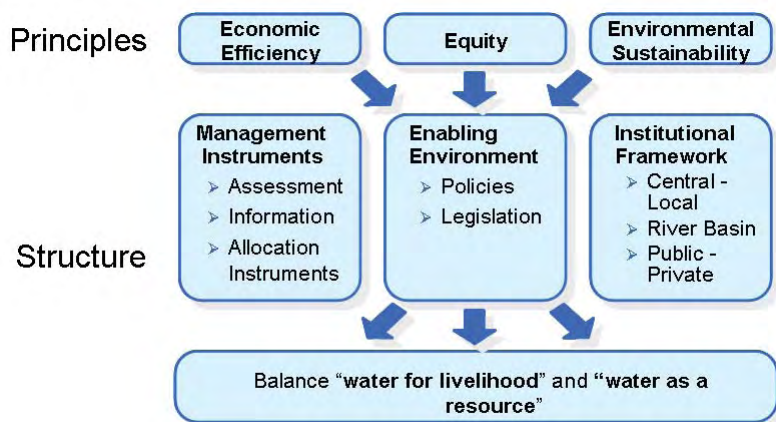 Principles
Economic
Efficiency
Equity
Environmental
Sustainability
Structure
Management
Instruments
➢ Assessment
➢ Information
➢ Allocation
Instruments
Enabling
Environment
➢ Policies
➢ Legislation
Institutional
Framework
➢ Central -
Local
➢ River Basin
➢ Public -
Private
Balance “water for livelihood” and “water as a
resource”